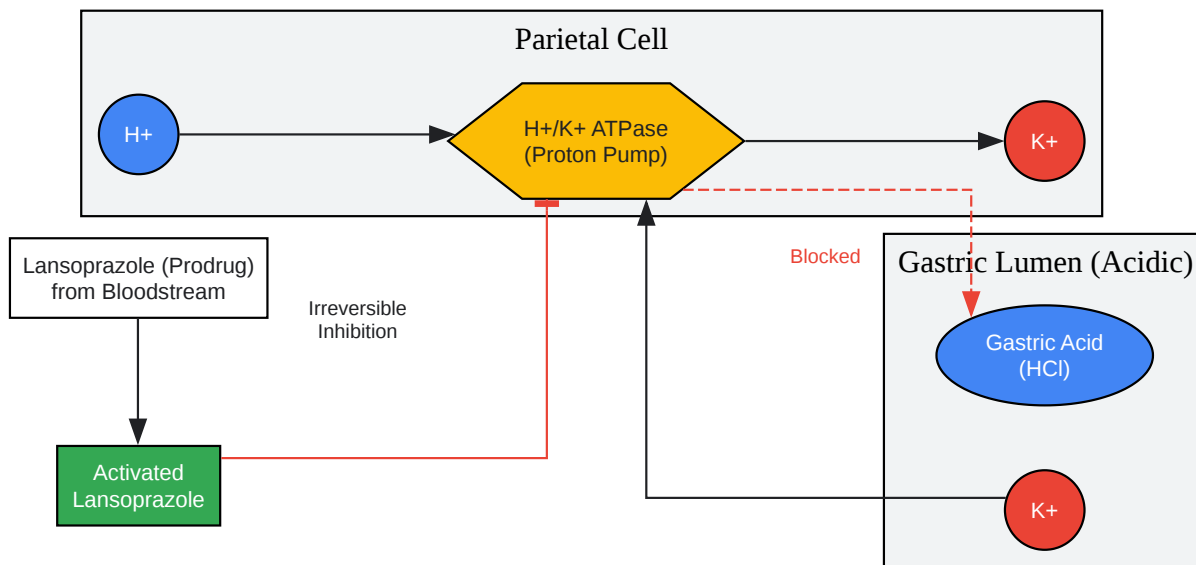 Parietal Cell
H+
H+/K+ ATPase
(Proton Pump)
K+
Lansoprazole (Prodrug)
from Bloodstream
Irreversible
Inhibition
Blocked
Gastric Lumen (Acidic)
Gastric Acid
(HCl)
Activated
Lansoprazole
K+